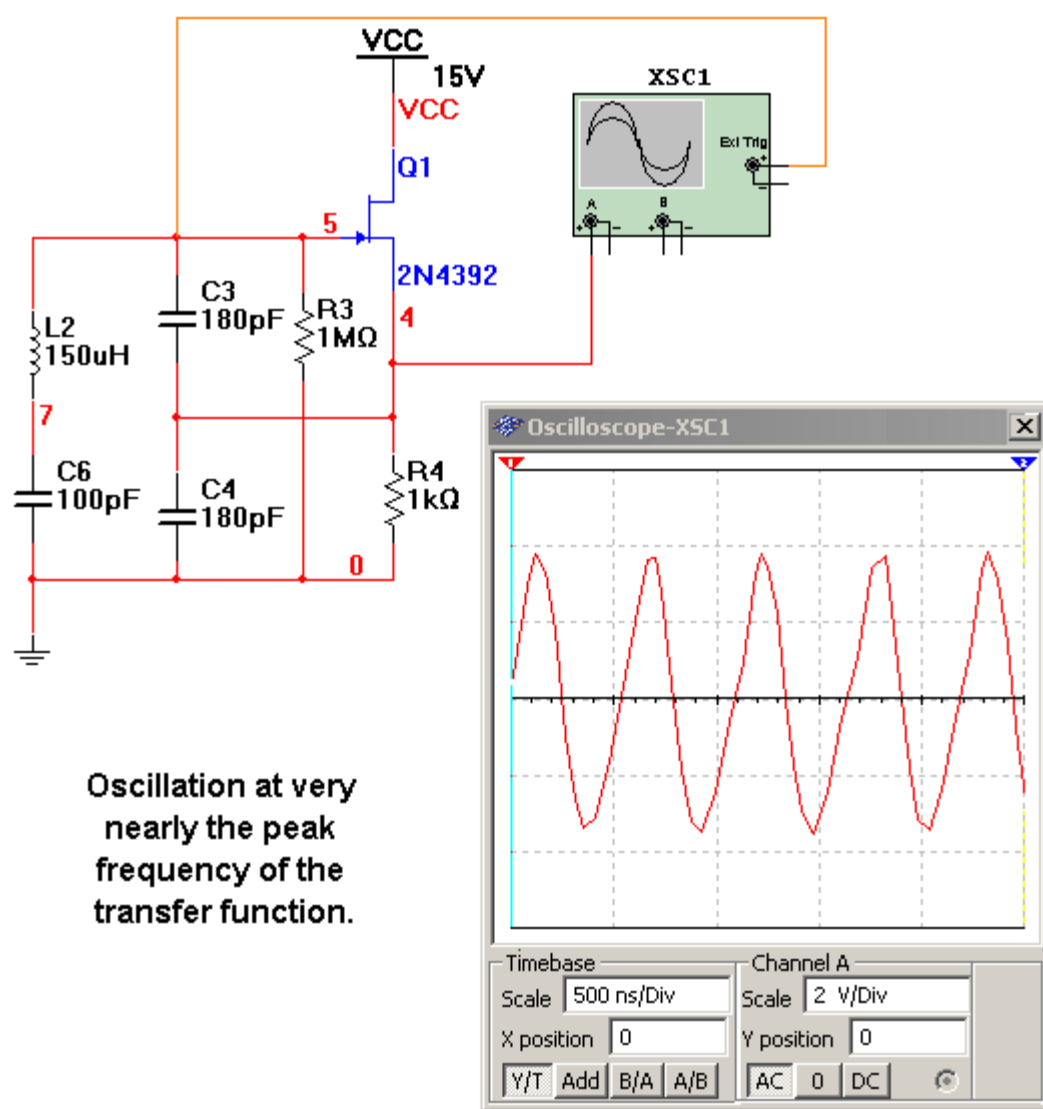 VCC
15V
VCC
Q1
5
2N4392
4
XSC1
Ext Trig
+
−
A
B
+
−
+
−
C3
180pF
R3
1MΩ
L2
150uH
7
C6
100pF
C4
180pF
R4
1kΩ
0
Oscillation at very
nearly the peak
frequency of the
transfer function.
Oscilloscope-XSC1
1
2
Timebase
Scale 500 ns/Div
X position 0
Y/T Add B/A A/B
Channel A
Scale 2 V/Div
Y position 0
AC 0 DC